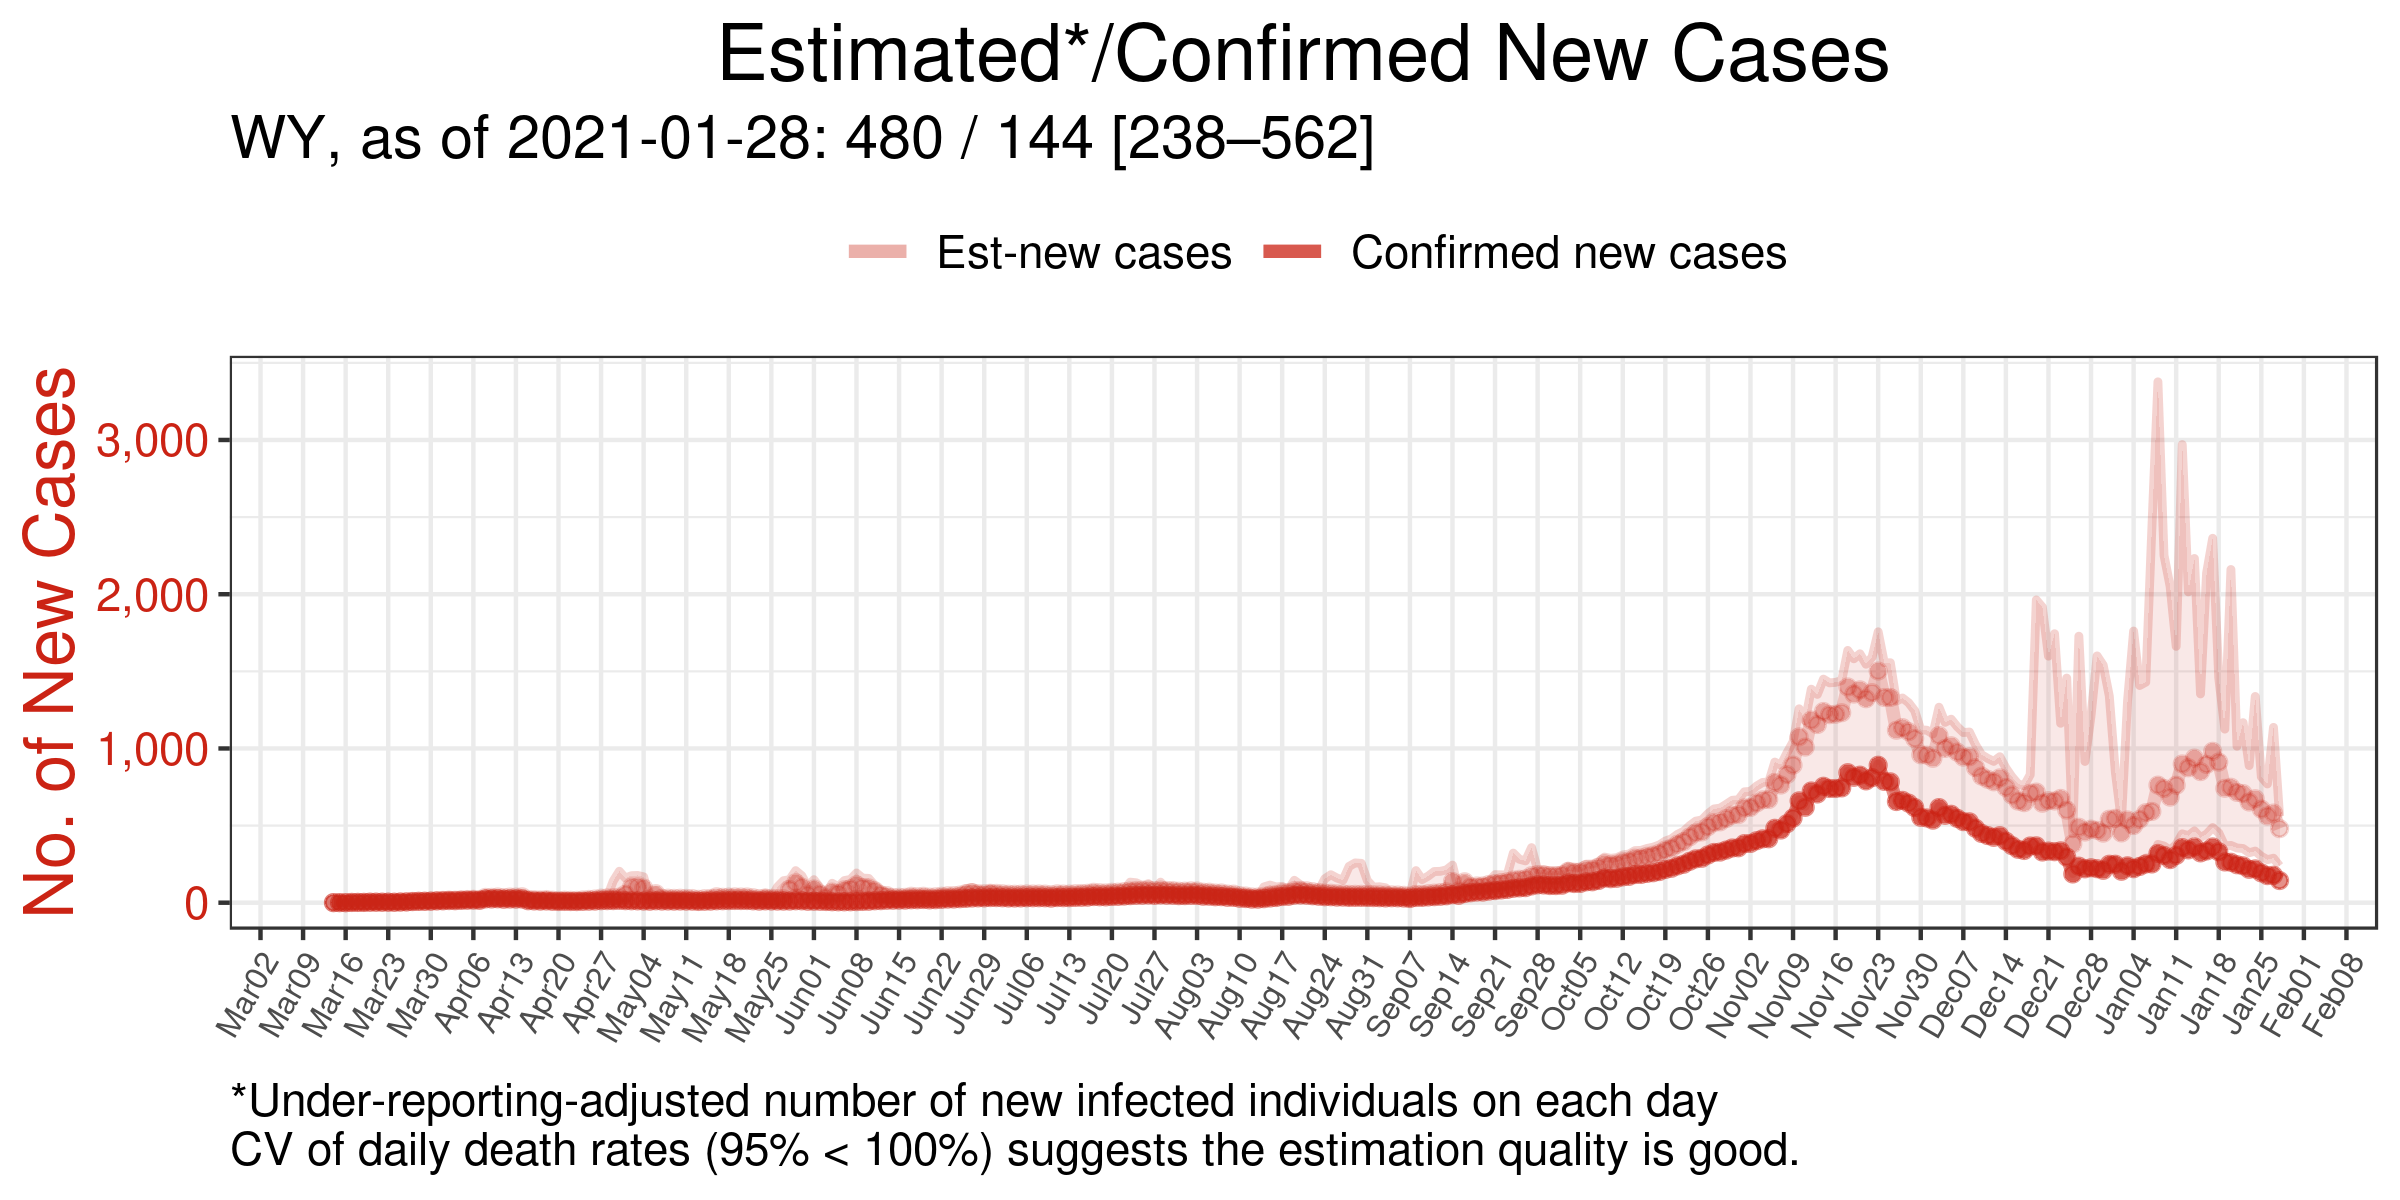 Estimated*/Confirmed New Cases
WY, as of 2021-01-28: 480 / 144 [238–562]
Est-new cases
Confirmed new cases
No. of New Cases
3,000
2,000
1,000
0
Mar02
Mar09
Mar16
Mar23
Mar30
Apr06
Apr13
Apr20
Apr27
May04
May11
May18
May25
Jun01
Jun08
Jun15
Jun22
Jun29
Jul06
Jul13
Jul20
Jul27
Aug03
Aug10
Aug17
Aug24
Aug31
Sep07
Sep14
Sep21
Sep28
Oct05
Oct12
Oct19
Oct26
Nov02
Nov09
Nov16
Nov23
Nov30
Dec07
Dec14
Dec21
Dec28
Jan04
Jan11
Jan18
Jan25
Feb01
Feb08
*Under-reporting-adjusted number of new infected individuals on each day
CV of daily death rates (95% < 100%) suggests the estimation quality is good.